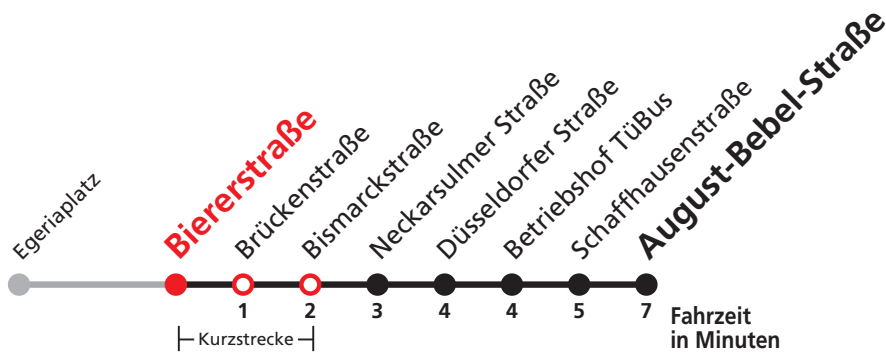 Egeriaplatz
Biererstraße
Brückenstraße
Bismarckstraße
Neckarsulmer Straße
Düsseldorfer Straße
Betriebshof TüBus
Schaffhausenstraße
August-Bebel-Straße
1 2 3 4 4 5 7
Fahrzeit
in Minuten
Kurzstrecke